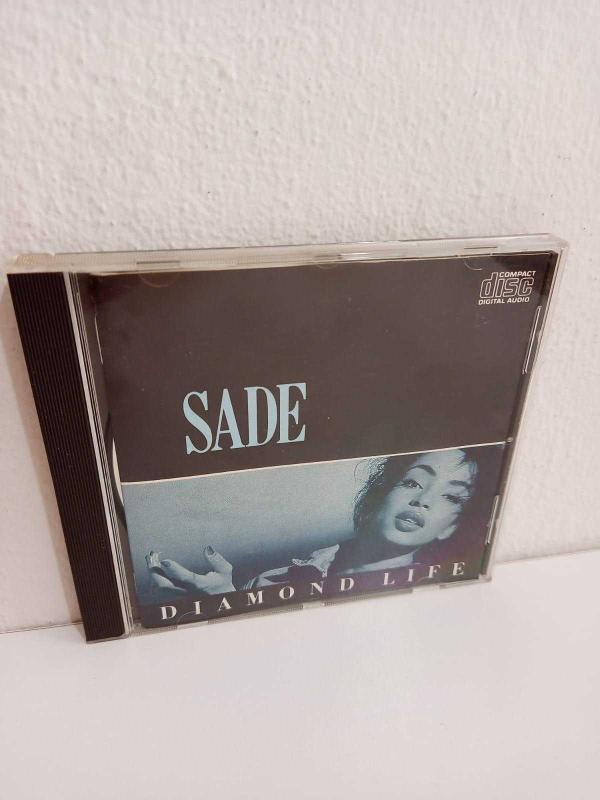 COMPACT
disc
DIGITAL AUDIO
SADE
DIAMOND LIFE